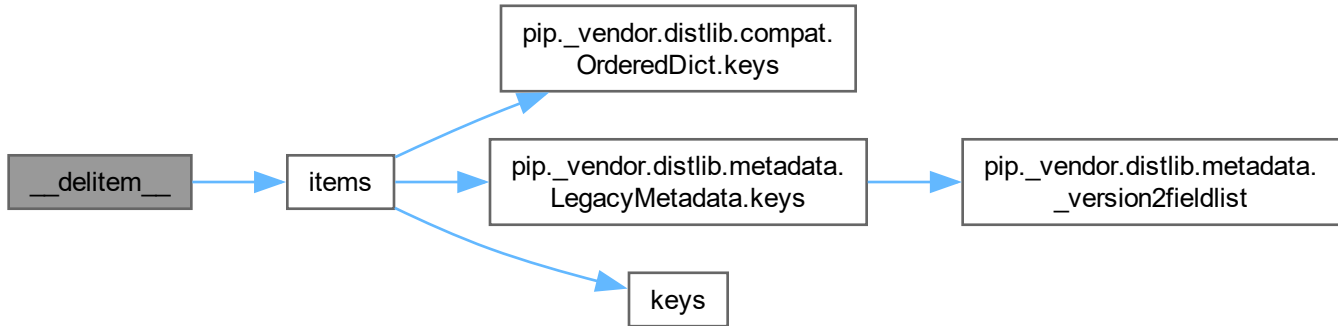 __delitem__
items
pip._vendor.distlib.compat.
OrderedDict.keys
pip._vendor.distlib.metadata.
LegacyMetadata.keys
keys
pip._vendor.distlib.metadata.
_version2fieldlist